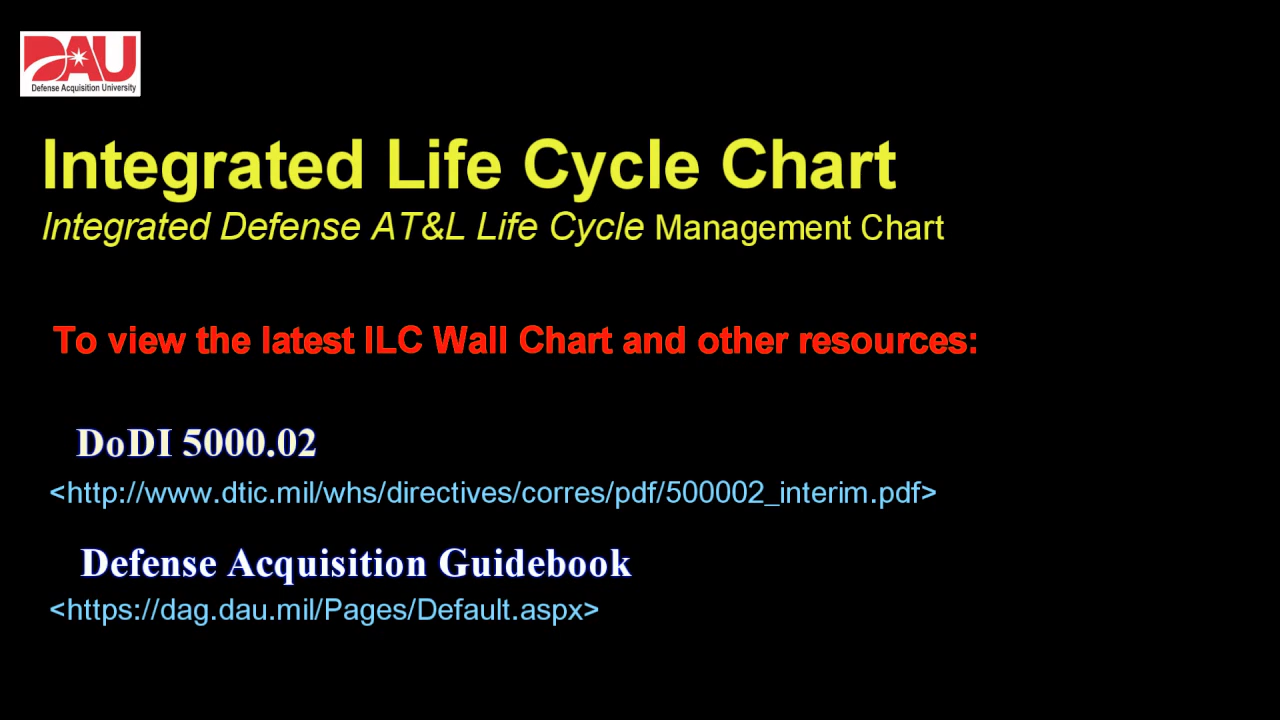 DAU
Defense Acquisition University
Integrated Life Cycle Chart
Integrated Defense AT&L Life Cycle Management Chart
To view the latest ILC Wall Chart and other resources:
DoDI 5000.02
<http://www.dtic.mil/whs/directives/corres/pdf/500002_interim.pdf>
Defense Acquisition Guidebook
<https://dag.dau.mil/Pages/Default.aspx>